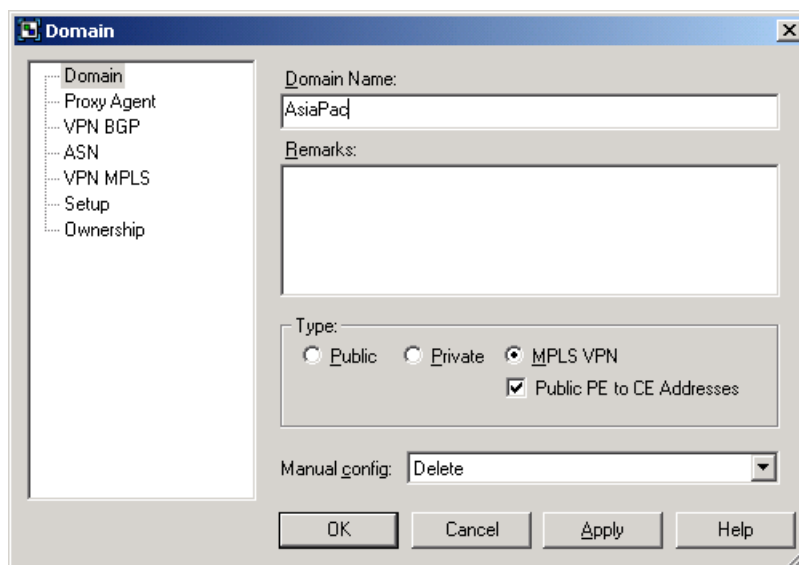 Domain
Domain
Proxy Agent
VPN BGP
ASN
VPN MPLS
Setup
Ownership
Domain Name:
AsiaPac
Remarks:
Type:
Public Private MPLS VPN
Public PE to CE Addresses
Manual config: Delete
OK Cancel Apply Help